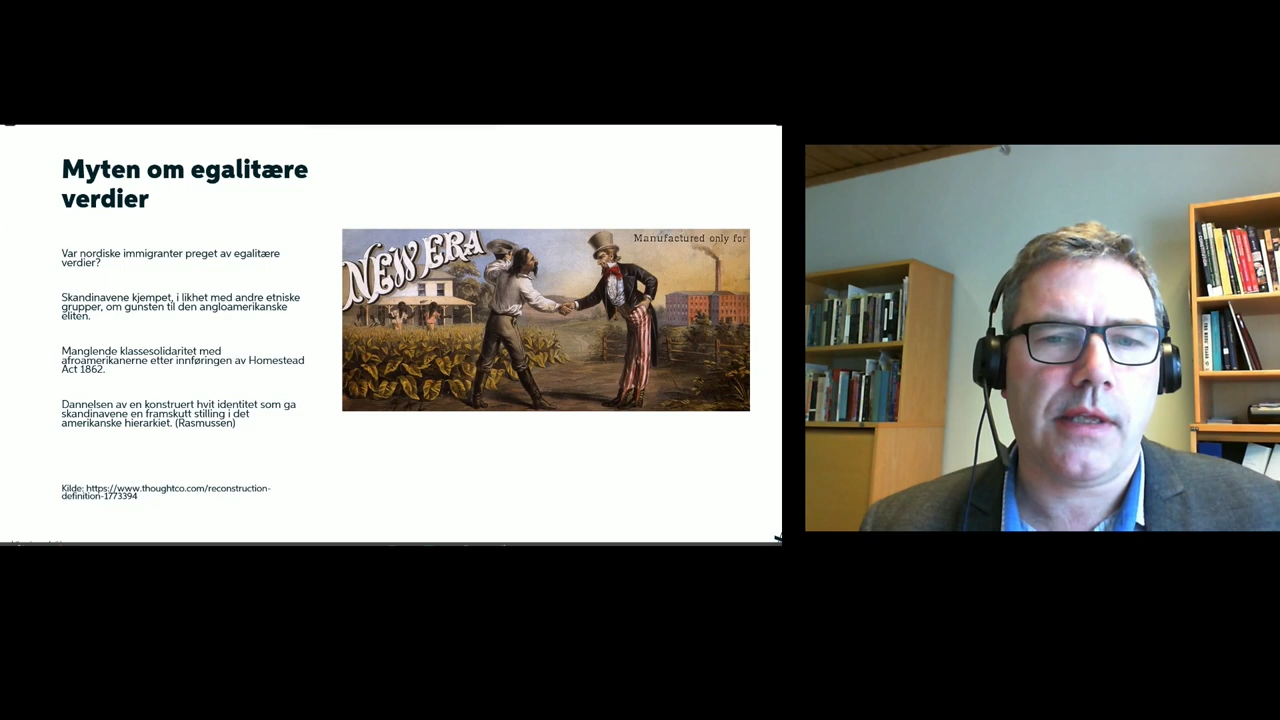 Myten om egalitære
verdier
Var nordiske immigranter preget av egalitære
verdier?
Skandinavene kjempet, i likhet med andre etniske
grupper, om gunsten til den angloamerikanske
eliten.
Manglende klassesolidaritet med
afroamerikanerne etter innføringen av Homestead
Act 1862.
Dannelsen av en konstruert hvit identitet som ga
skandinavene en framskutt stilling i det
amerikanske hierarkiet. (Rasmussen)
Kilde: https://www.thoughtco.com/reconstruction-
definition-1773394
NEW ERA
Manufactured only for